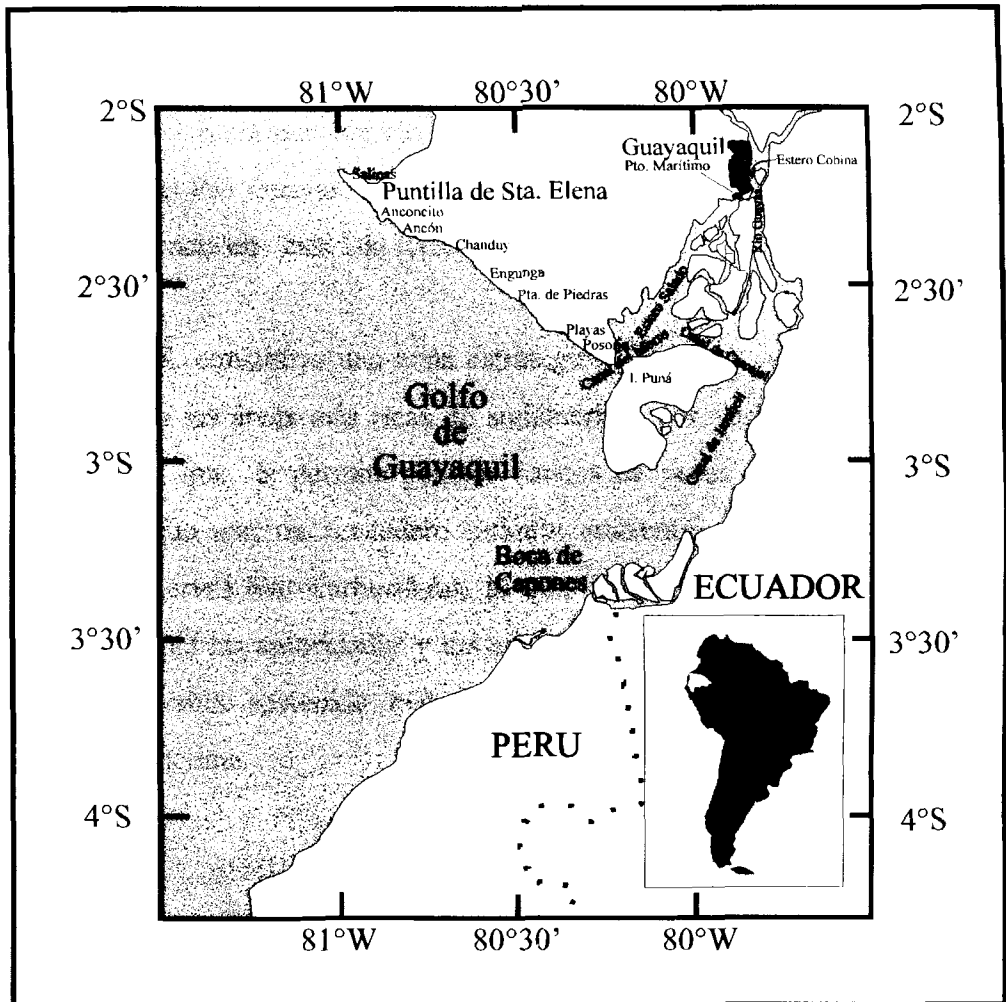 81°W 80°30' 80°W
2°S 2°S
Guayaquil
Pto. Marítimo
Estero Cobina
Salinas
Puntilla de Sta. Elena
Anconcito
Ancón
Chanduy
Engunga
2°30' 2°30'
Pta. de Piedras
Playas
Estero Salado
I. Puná
Golfo
de
Guayaquil
3°S 3°S
Boca de
Capones
ECUADOR
3°30' 3°30'
PERU
4°S 4°S
81°W 80°30' 80°W